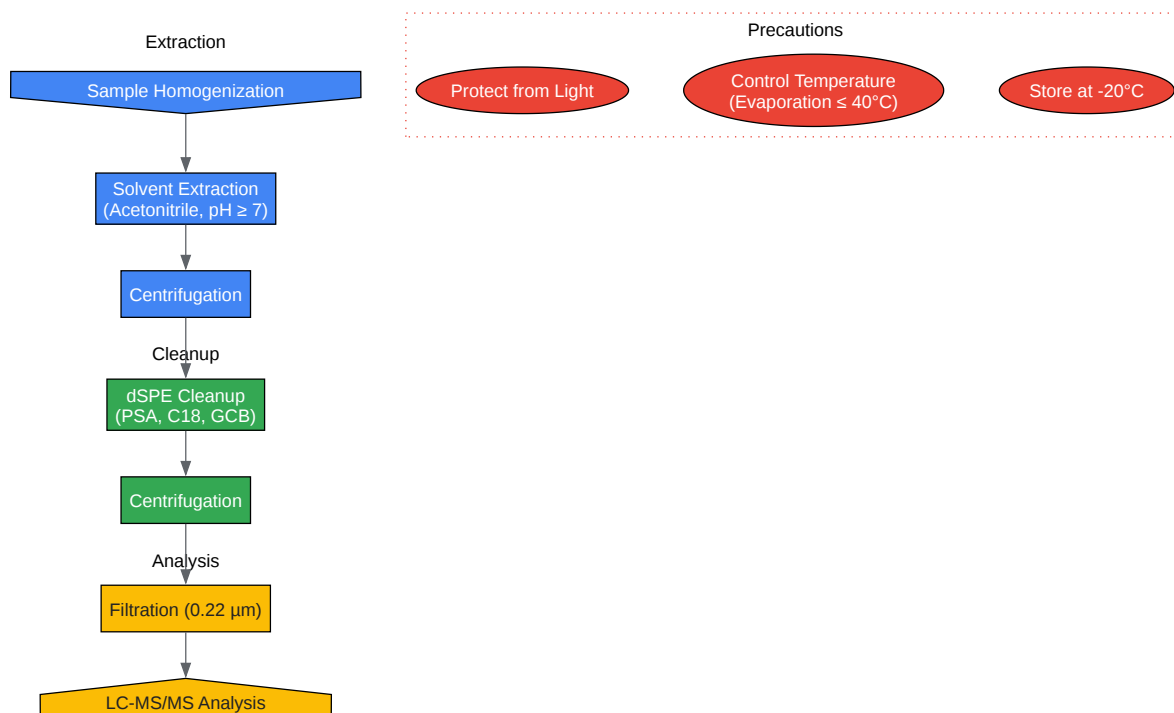 Extraction
Sample Homogenization
Solvent Extraction
(Acetonitrile, pH ≥ 7)
Centrifugation
Cleanup
dSPE Cleanup
(PSA, C18, GCB)
Centrifugation
Analysis
Filtration (0.22 µm)
LC-MS/MS Analysis
Precautions
Protect from Light
Control Temperature
(Evaporation ≤ 40°C)
Store at -20°C